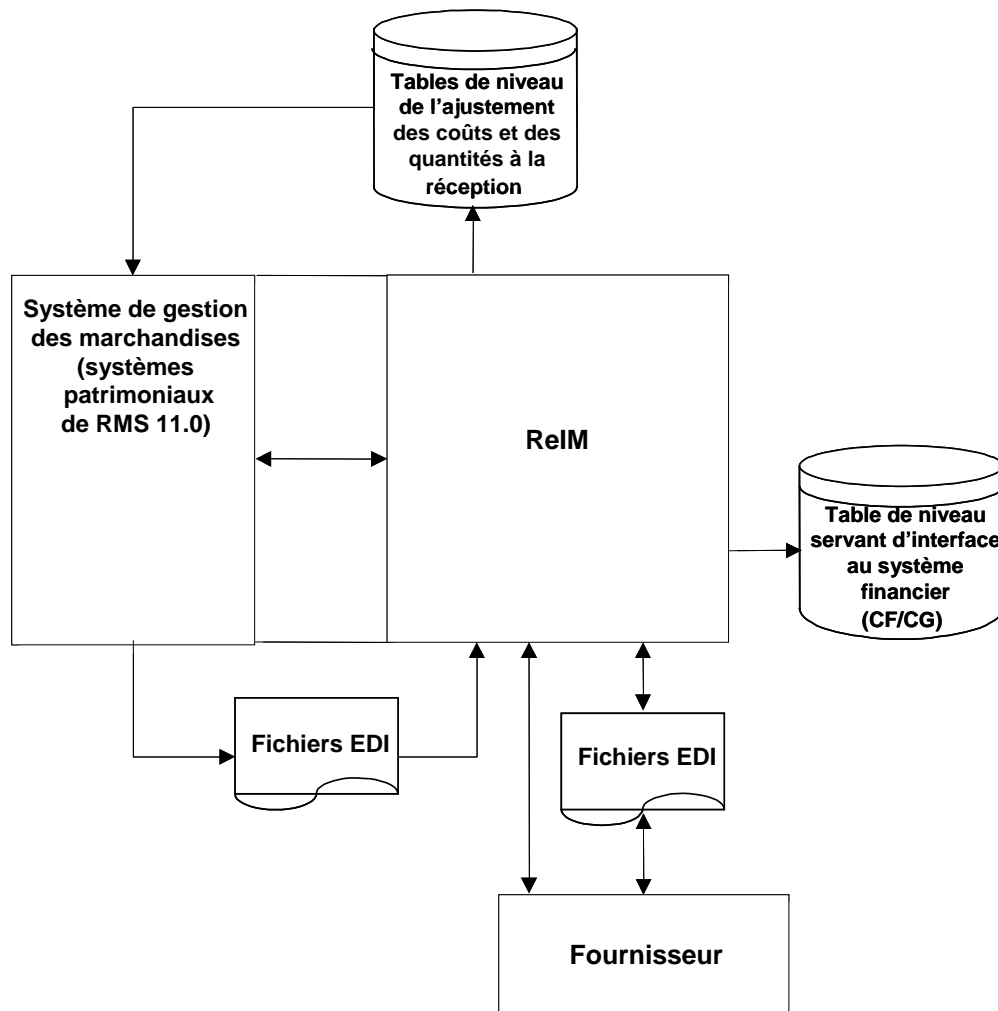 Tables de niveau
de l'ajustement
des coûts et des
quantités à la
réception
Système de gestion
des marchandises
(systèmes
patrimoniaux
de RMS 11.0)
ReIM
Table de niveau
servant d'interface
au système
financier
(CF/CG)
Fichiers EDI
Fichiers EDI
Fournisseur